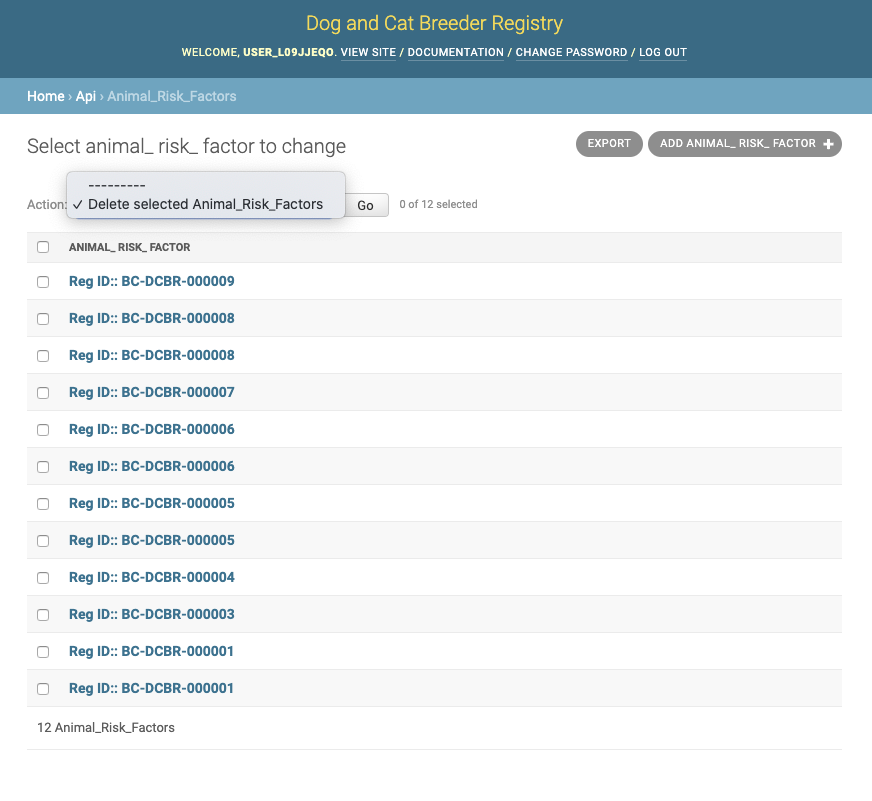 Dog and Cat Breeder Registry
WELCOME, USER_L09JJEQO. VIEW SITE / DOCUMENTATION / CHANGE PASSWORD / LOG OUT
Home › Api › Animal_Risk_Factors
Select animal_ risk_ factor to change
EXPORT
ADD ANIMAL_ RISK_ FACTOR +
---------
Action: ✓ Delete selected Animal_Risk_Factors Go 0 of 12 selected
ANIMAL_ RISK_ FACTOR
Reg ID:: BC-DCBR-000009
Reg ID:: BC-DCBR-000008
Reg ID:: BC-DCBR-000008
Reg ID:: BC-DCBR-000007
Reg ID:: BC-DCBR-000006
Reg ID:: BC-DCBR-000006
Reg ID:: BC-DCBR-000005
Reg ID:: BC-DCBR-000005
Reg ID:: BC-DCBR-000004
Reg ID:: BC-DCBR-000003
Reg ID:: BC-DCBR-000001
Reg ID:: BC-DCBR-000001
12 Animal_Risk_Factors